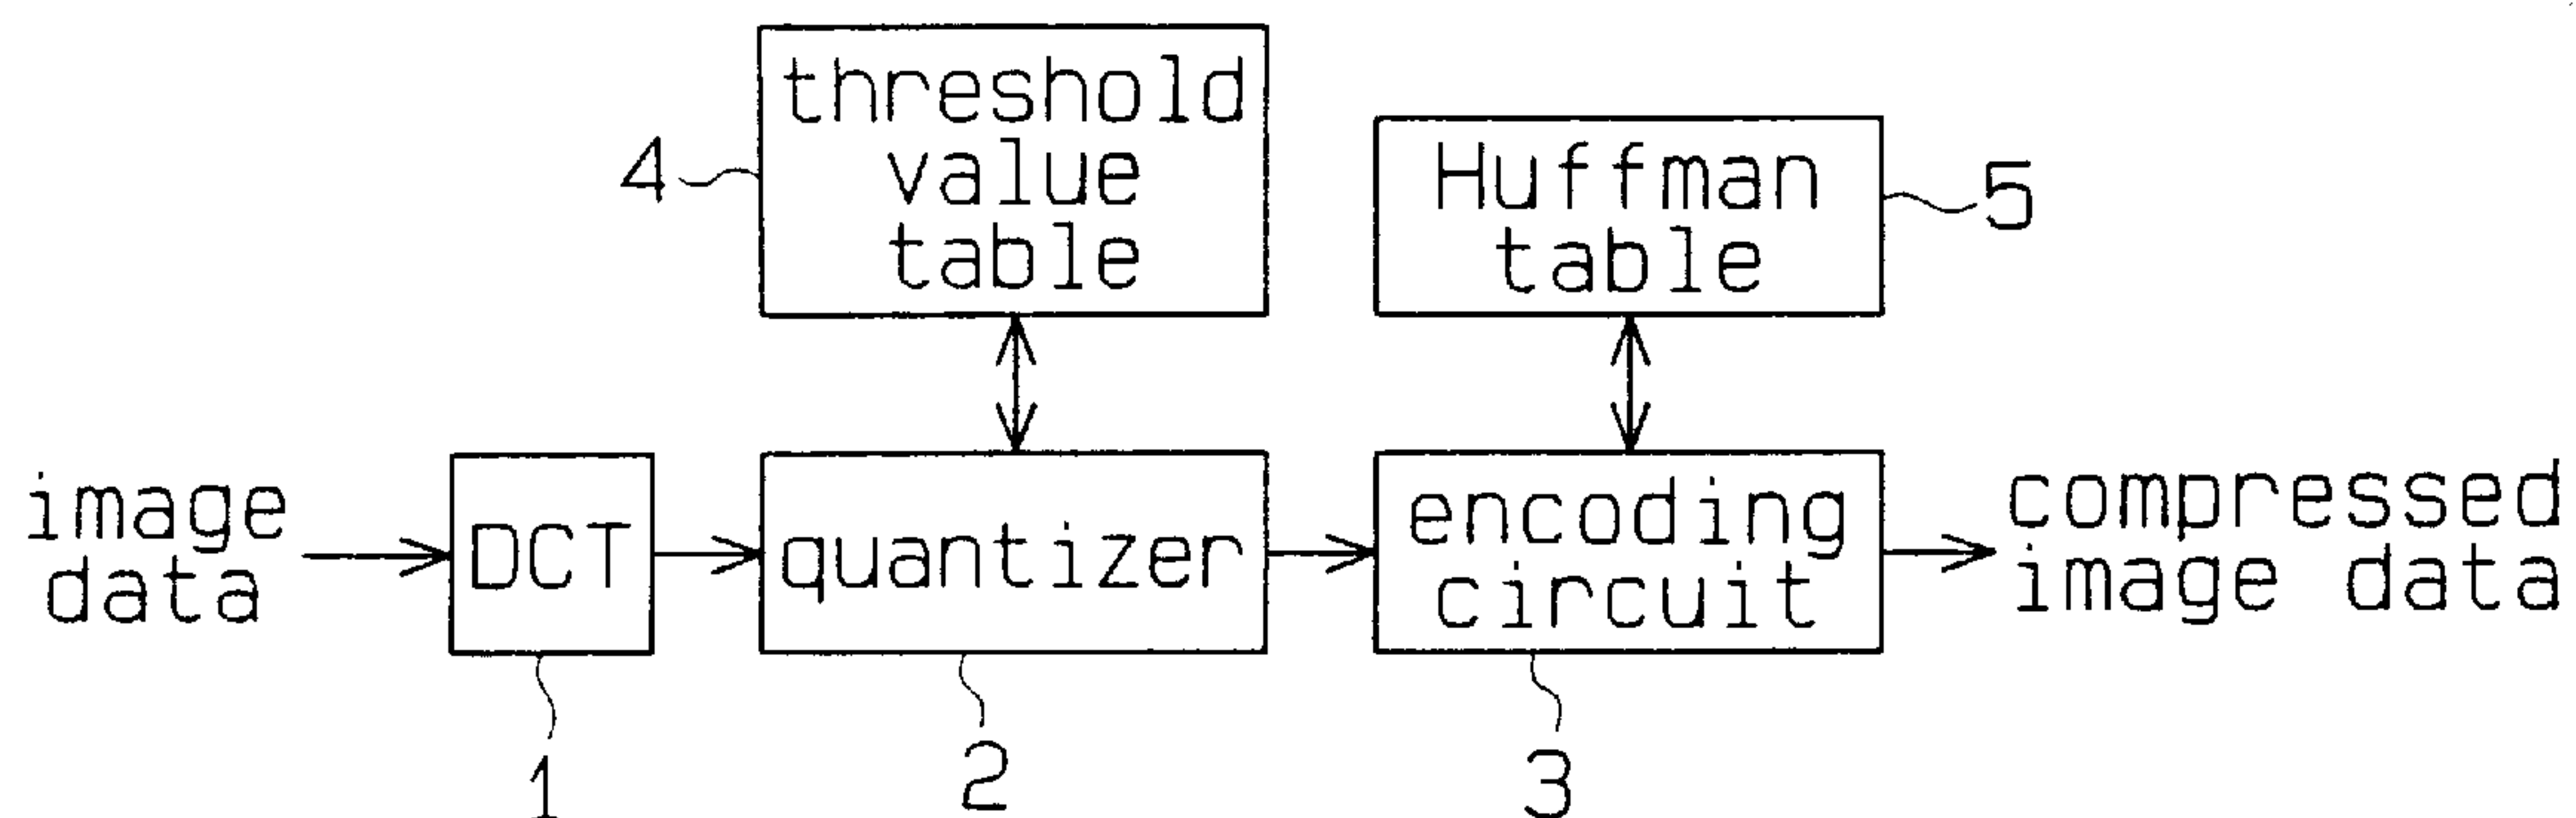 threshold
value
table
4
Huffman
table
5
image
data
DCT
quantizer
encoding
circuit
compressed
image data
1
2
3